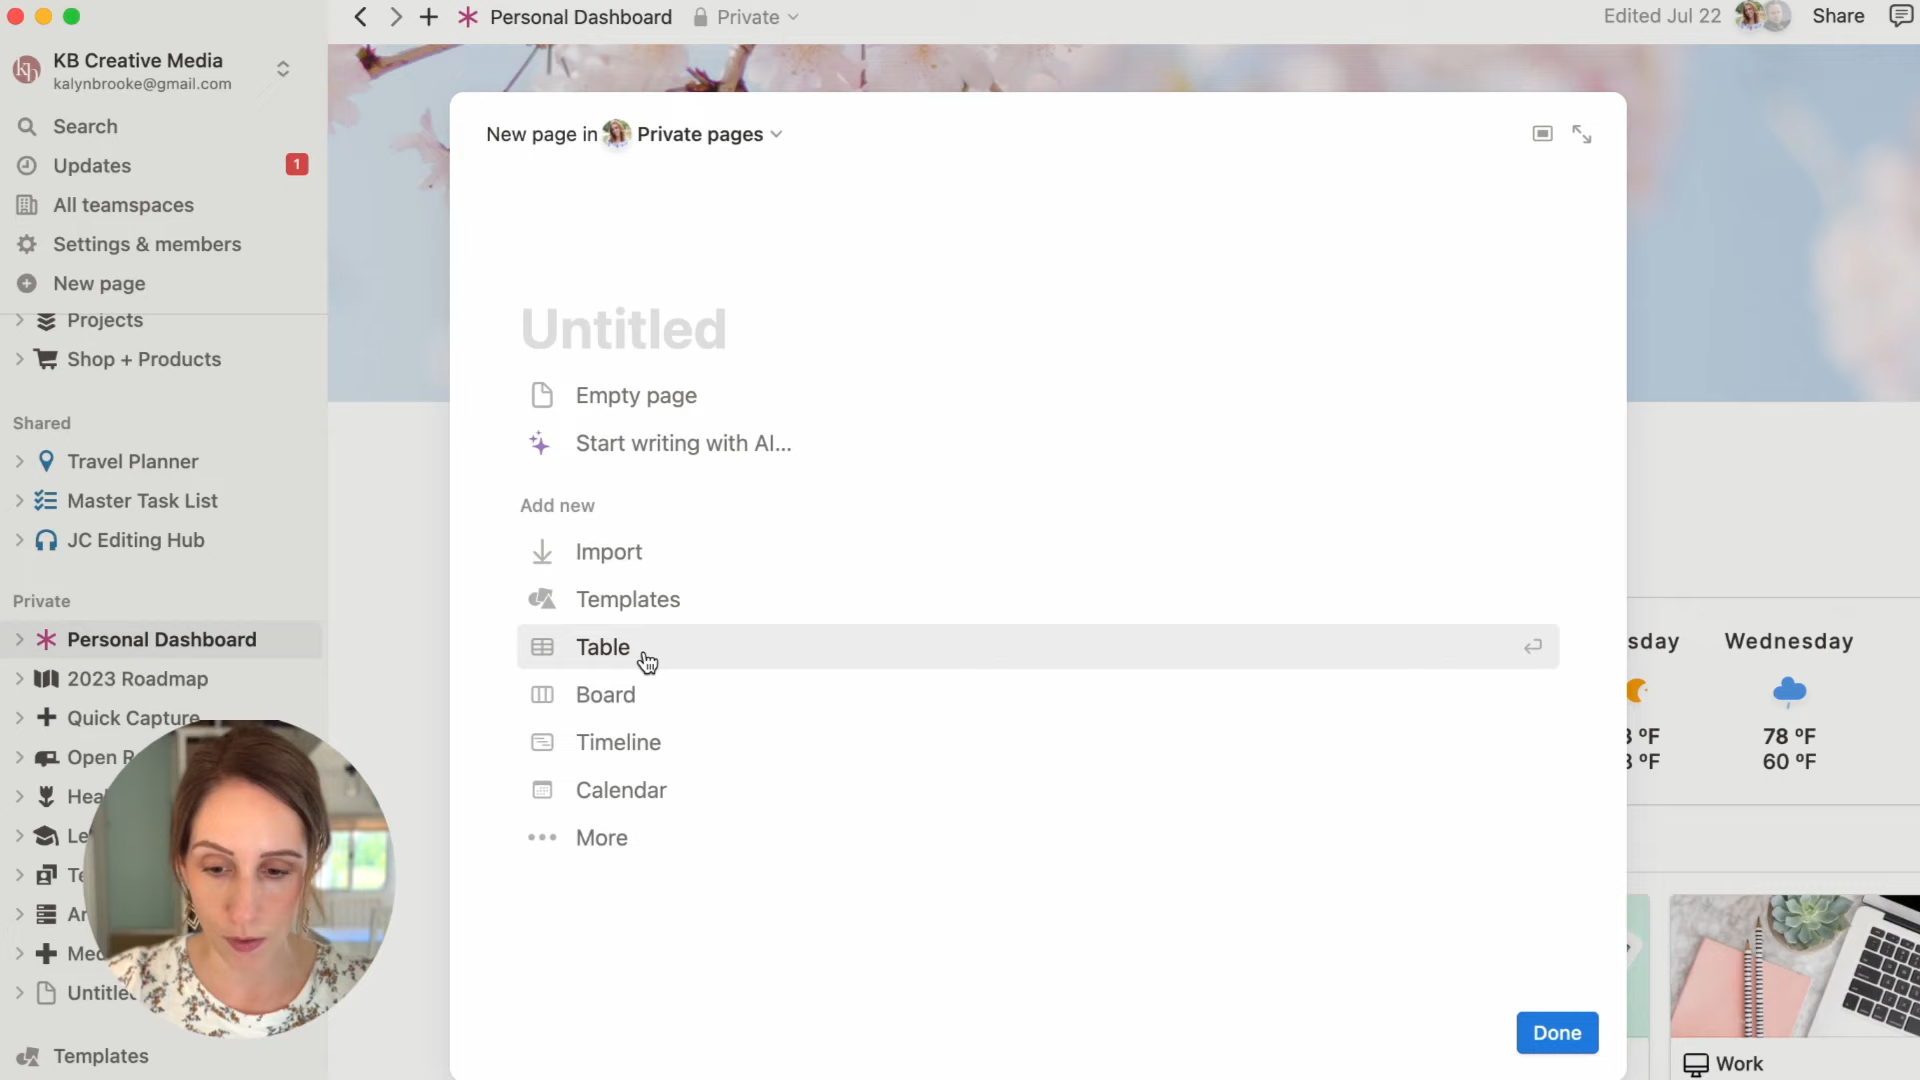 Personal Dashboard
Private
Edited Jul 22
Share
KB Creative Media
kalynbrooke@gmail.com
Search
Updates
1
All teamspaces
Settings & members
New page
Projects
Shop + Products
Shared
Travel Planner
Master Task List
JC Editing Hub
Private
Personal Dashboard
2023 Roadmap
Quick Capture
Open
Templates
New page in Private pages
Untitled
Empty page
Start writing with AI...
Add new
Import
Templates
Table
Board
Timeline
Calendar
More
Done
Wednesday
78 ºF
60 ºF
Work